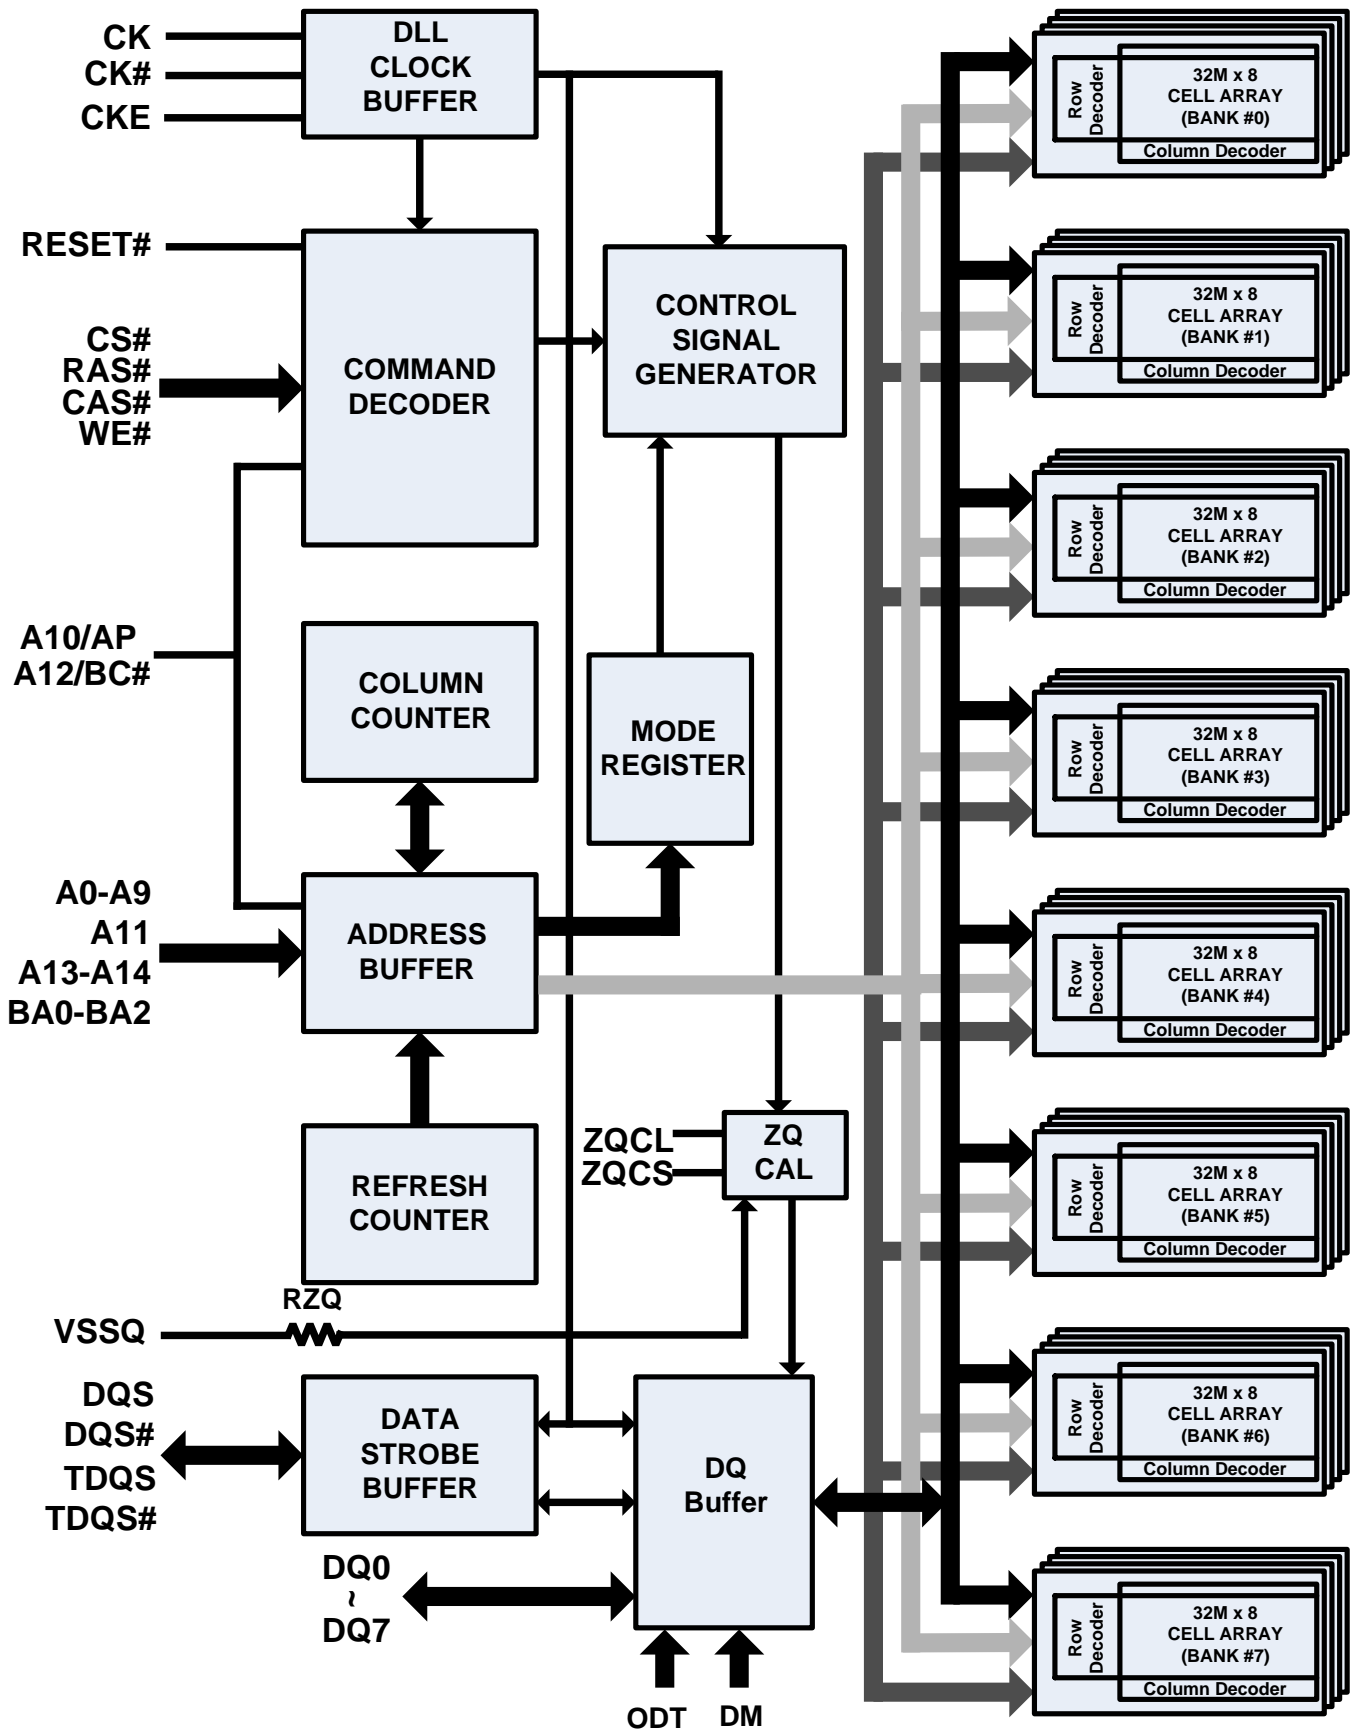 CK
CK#
CKE
DLL
CLOCK
BUFFER
RESET#
CS#
RAS#
CAS#
WE#
COMMAND
DECODER
CONTROL
SIGNAL
GENERATOR
A10/AP
A12/BC#
COLUMN
COUNTER
MODE
REGISTER
A0-A9
A11
A13-A14
BA0-BA2
ADDRESS
BUFFER
REFRESH
COUNTER
ZQCL
ZQCS
ZQ
CAL
RZQ
VSSQ
DQS
DQS#
TDQS
TDQS#
DATA
STROBE
BUFFER
DQ
Buffer
DQ0
~
DQ7
ODT
DM
Row
Decoder
32M x 8
CELL ARRAY
(BANK #0)
Column Decoder
Row
Decoder
32M x 8
CELL ARRAY
(BANK #1)
Column Decoder
Row
Decoder
32M x 8
CELL ARRAY
(BANK #2)
Column Decoder
Row
Decoder
32M x 8
CELL ARRAY
(BANK #3)
Column Decoder
Row
Decoder
32M x 8
CELL ARRAY
(BANK #4)
Column Decoder
Row
Decoder
32M x 8
CELL ARRAY
(BANK #5)
Column Decoder
Row
Decoder
32M x 8
CELL ARRAY
(BANK #6)
Column Decoder
Row
Decoder
32M x 8
CELL ARRAY
(BANK #7)
Column Decoder